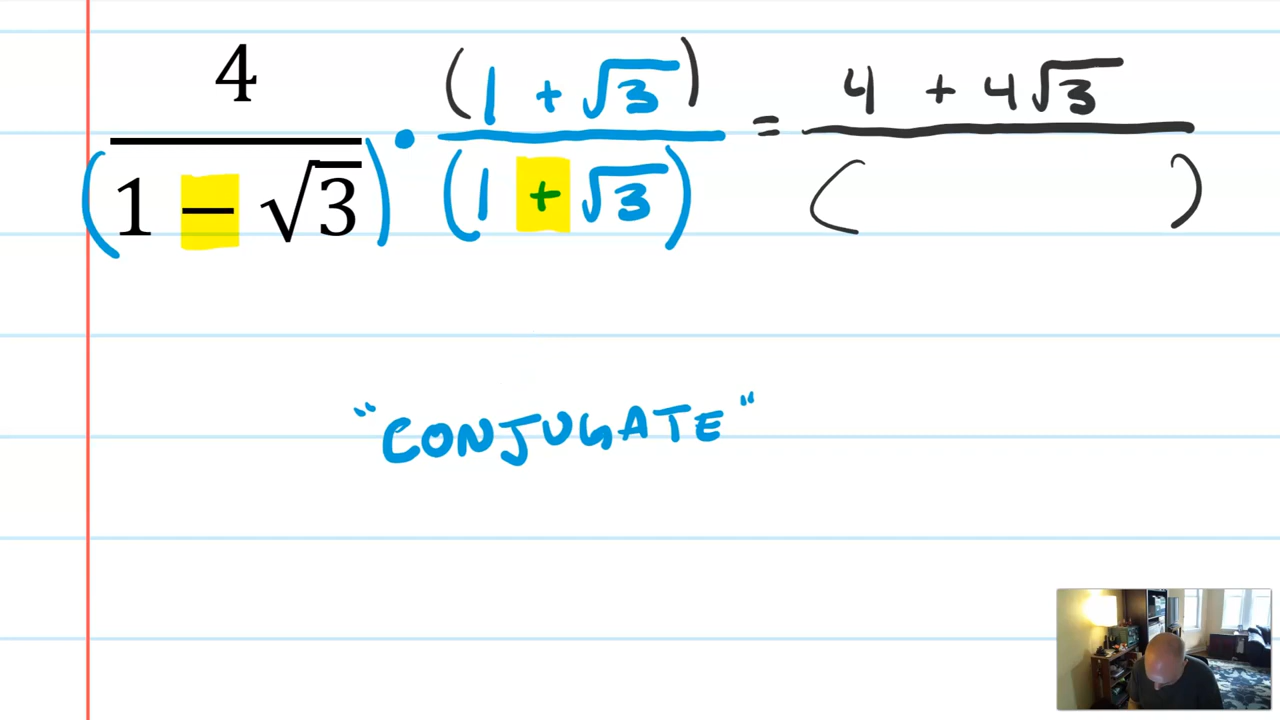 4 / (1 − √3) • (1 + √3) / (1 + √3) = 4 + 4√3 / ( )
"CONJUGATE"